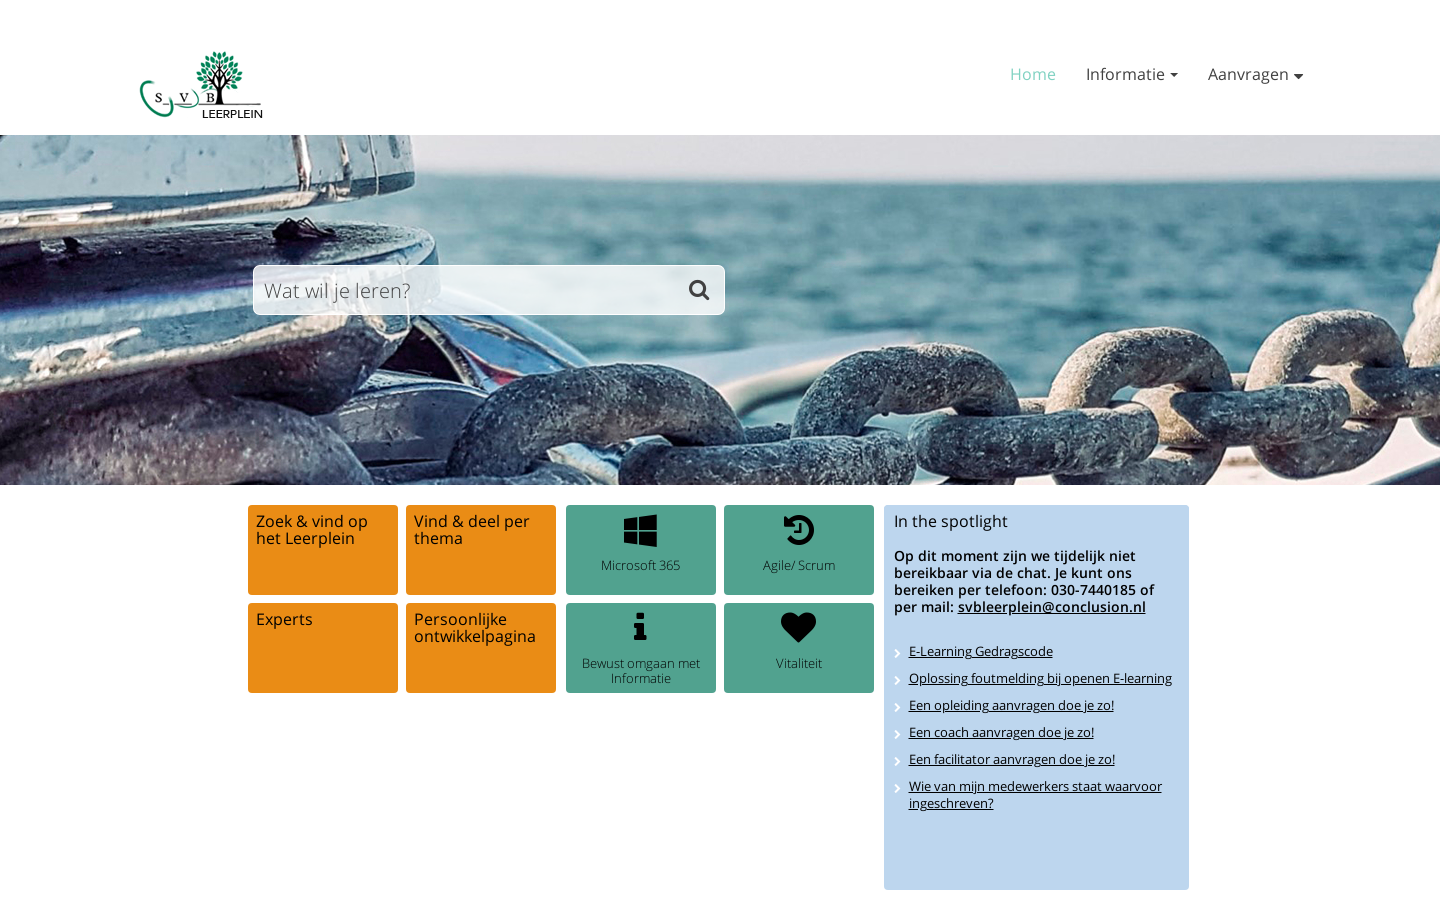 S V B
LEERPLEIN
Home
Informatie
Aanvragen
Wat wil je leren?
Zoek & vind op
het Leerplein
Vind & deel per
thema
Experts
Persoonlijke
ontwikkelpagina
Microsoft 365
Agile/ Scrum
Bewust omgaan met
Informatie
Vitaliteit
In the spotlight
Op dit moment zijn we tijdelijk niet
bereikbaar via de chat. Je kunt ons
bereiken per telefoon: 030-7440185 of
per mail: svbleerplein@conclusion.nl
E-Learning Gedragscode
Oplossing foutmelding bij openen E-learning
Een opleiding aanvragen doe je zo!
Een coach aanvragen doe je zo!
Een facilitator aanvragen doe je zo!
Wie van mijn medewerkers staat waarvoor
ingeschreven?